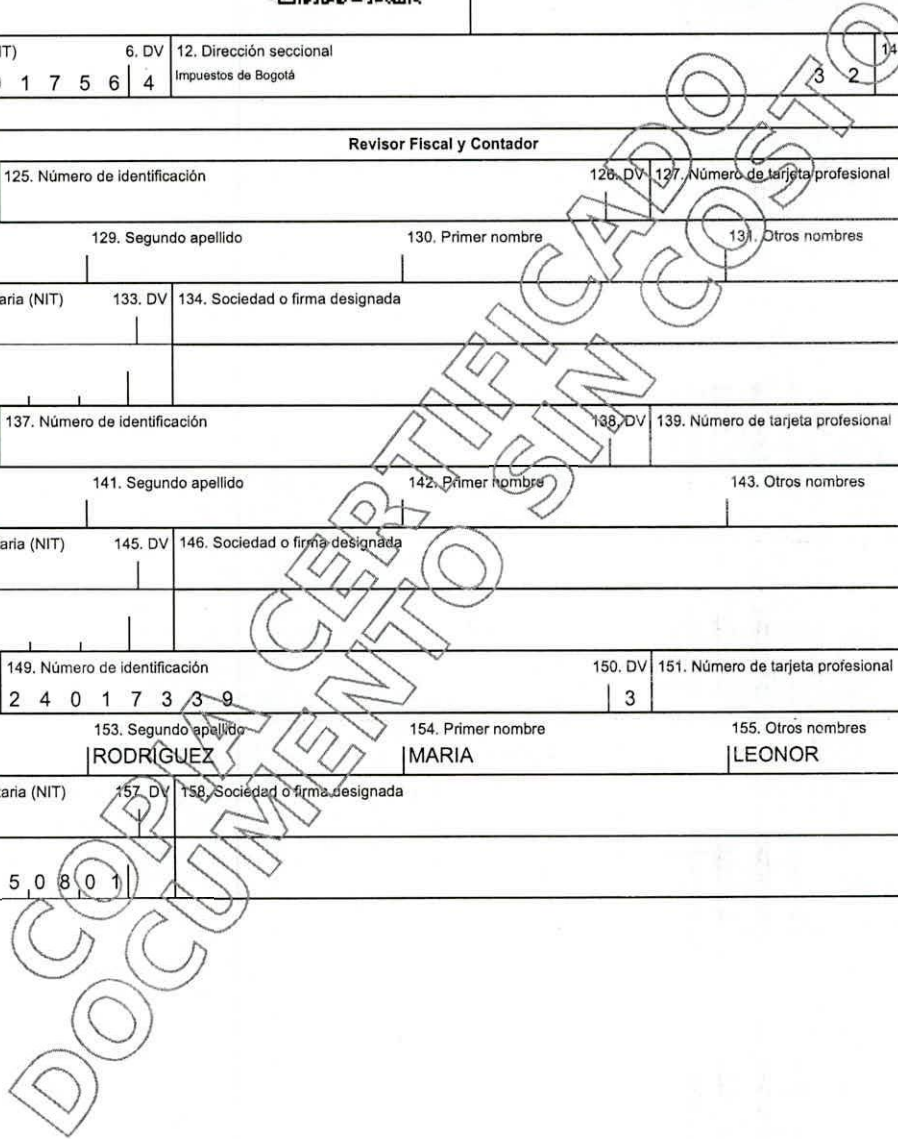 IT) 6. DV 12. Dirección seccional 14
1 7 5 6 4 Impuestos de Bogotá 3 2
Revisor Fiscal y Contador
125. Número de identificación 126. DV 127. Número de tarjeta profesional
129. Segundo apellido 130. Primer nombre 131. Otros nombres
aria (NIT) 133. DV 134. Sociedad o firma designada
137. Número de identificación 138. DV 139. Número de tarjeta profesional
141. Segundo apellido 142. Primer nombre 143. Otros nombres
aria (NIT) 145. DV 146. Sociedad o firma designada
149. Número de identificación 150. DV 151. Número de tarjeta profesional
2 4 0 1 7 3 3 9 3
153. Segundo apellido 154. Primer nombre 155. Otros nombres
RODRIGUEZ MARIA LEONOR
taria (NIT) 157. DV 158. Sociedad o firma designada
5 0 8 0 1
COPIA CERTIFICADO
DOCUMENTO SIN COSTO